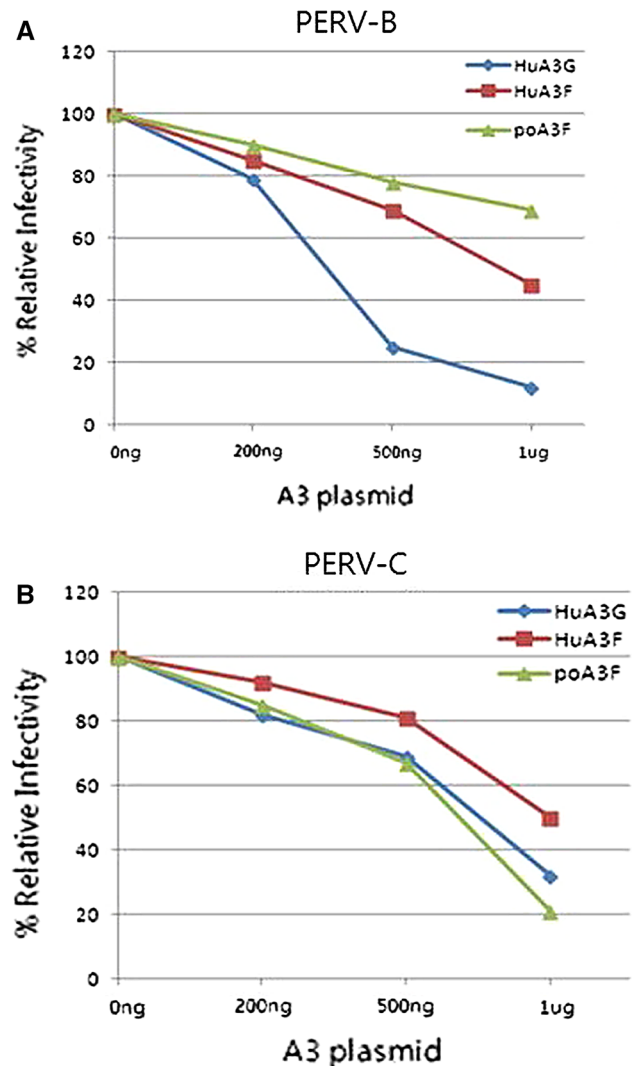 A
PERV-B
120
100
80
60
40
20
0
% Relative Infectivity
HuA3G
HuA3F
poA3F
0ng
200ng
500ng
1ug
A3 plasmid
B
PERV-C
120
100
80
60
40
20
0
% Relative Infectivity
HuA3G
HuA3F
poA3F
0ng
200ng
500ng
1ug
A3 plasmid